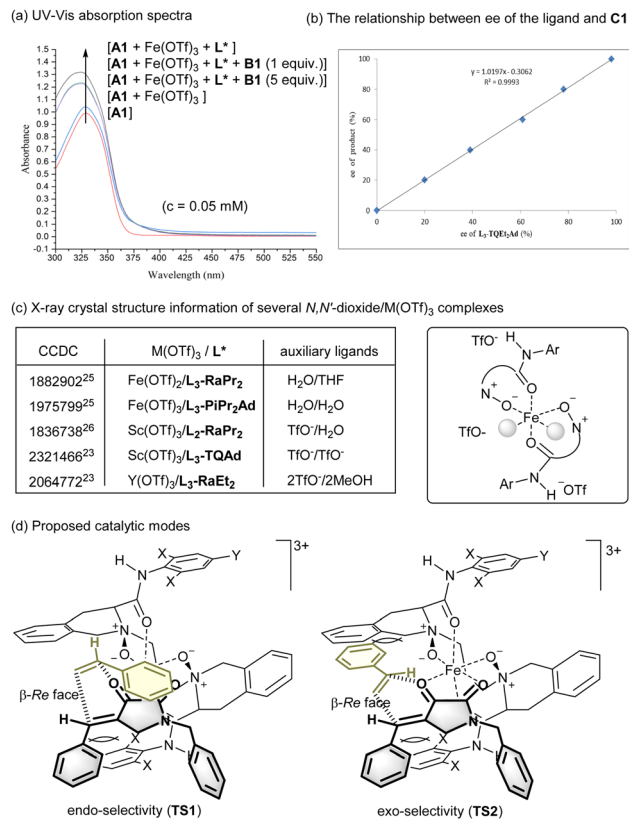 (a) UV-Vis absorption spectra
[A1 + Fe(OTf)3 + L* ]
[A1 + Fe(OTf)3 + L* + B1 (1 equiv.)]
[A1 + Fe(OTf)3 + L* + B1 (5 equiv.)]
[A1 + Fe(OTf)3 ]
[A1]
(c = 0.05 mM)
Absorbance
1.5
1.4
1.3
1.2
1.1
1.0
0.9
0.8
0.7
0.6
0.5
0.4
0.3
0.2
0.1
0.0
-0.1
300 325 350 375 400 425 450 475 500 525 550
Wavelength (nm)
(b) The relationship between ee of the ligand and C1
y = 1.0197x- 0.3062
R² = 0.9993
ee of product (%)
100
80
60
40
20
0
0 20 40 60 80 100
ee of L3-TQEt2Ad (%)
(c) X-ray crystal structure information of several N,N'-dioxide/M(OTf)3 complexes
CCDC M(OTf)3 / L* auxiliary ligands
1882902²⁵ Fe(OTf)2/L3-RaPr2 H2O/THF
1975799²⁵ Fe(OTf)3/L3-PiPr2Ad H2O/H2O
1836738²⁶ Sc(OTf)3/L2-RaPr2 TfO⁻/H2O
2321466²³ Sc(OTf)3/L3-TQAd TfO⁻/TfO⁻
2064772²³ Y(OTf)3/L3-RaEt2 2TfO⁻/2MeOH
TfO⁻ H
N-Ar
O
N⁺ O⁻ O⁻
Fe N⁺
TfO-
O
Ar-N
H ⁻OTf
(d) Proposed catalytic modes
H X Y
N X
O
N⁺ O⁻
H O⁻ N⁺
O O
β-Re face
H N
X N
X
3+
endo-selectivity (TS1)
H X Y
N X
O
N⁺ O⁻
O⁻ Fe N⁺
H O O
β-Re face
H N
X N
X
3+
exo-selectivity (TS2)